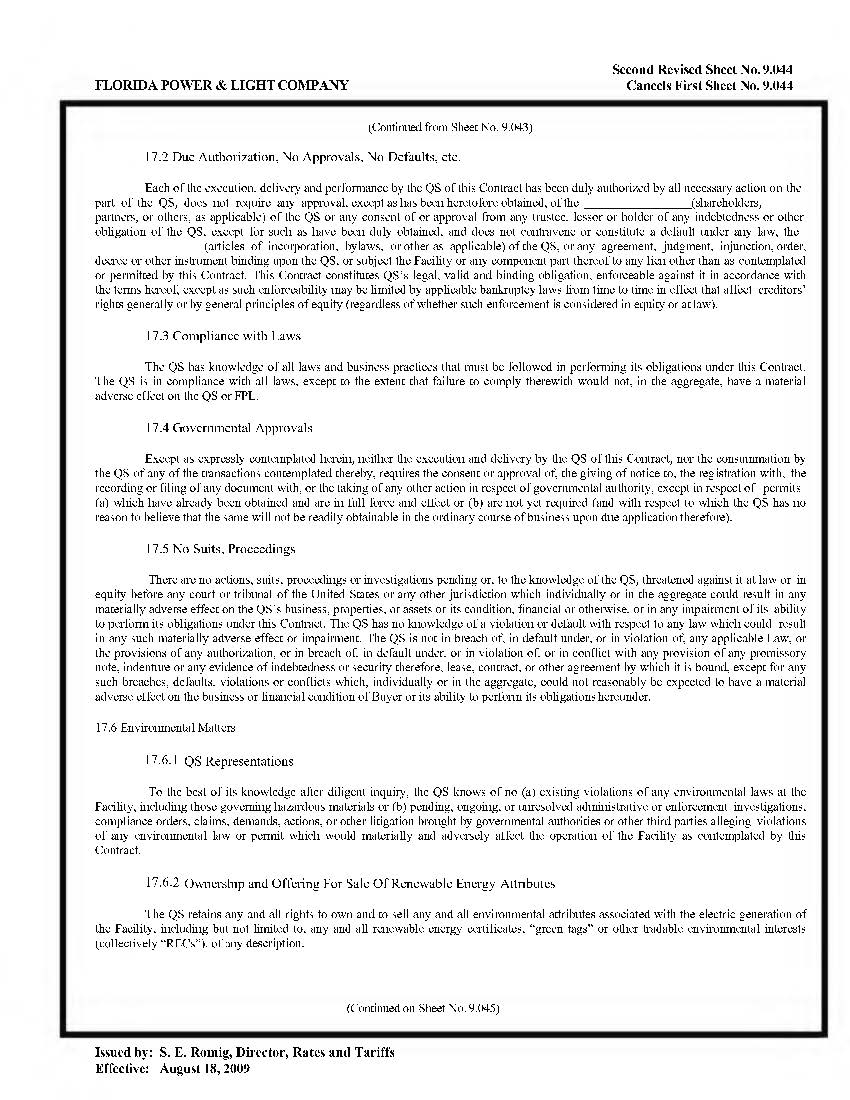 Second Revised Sheet No. 9.044
FLORIDA POWER & LIGHT COMPANY
Cancels First Sheet No. 9.044
(Continued from Sheet No. 9.043)
17.2 Due Authorization, No Approvals, No Defaults, etc.
Each of the execution, delivery and performance by the QS of this Contract has been duly authorized by all necessary action on the
part of the QS, does not require any approval, except as has been heretofore obtained, of the ________________(shareholders,
partners, or others, as applicable) of the QS or any consent of or approval from any trustee, lessor or holder of any indebtedness or other
obligation of the QS, except for such as have been duly obtained, and does not contravene or constitute a default under any law, the
________________(articles of incorporation, bylaws, or other as applicable) of the QS, or any agreement, judgment, injunction, order,
decree or other instrument binding upon the QS, or subject the Facility or any component part thereof to any lien other than as contemplated
or permitted by this Contract. This Contract constitutes QS's legal, valid and binding obligation, enforceable against it in accordance with
the terms hereof, except as such enforceability may be limited by applicable bankruptcy laws from time to time in effect that affect creditors'
rights generally or by general principles of equity (regardless of whether such enforcement is considered in equity or at law).
17.3 Compliance with Laws
The QS has knowledge of all laws and business practices that must be followed in performing its obligations under this Contract.
The QS is in compliance with all laws, except to the extent that failure to comply therewith would not, in the aggregate, have a material
adverse effect on the QS or FPL.
17.4 Governmental Approvals
Except as expressly contemplated herein, neither the execution and delivery by the QS of this Contract, nor the consummation by
the QS of any of the transactions contemplated thereby, requires the consent or approval of, the giving of notice to, the registration with, the
recording or filing of any document with, or the taking of any other action in respect of governmental authority, except in respect of permits
(a) which have already been obtained and are in full force and effect or (b) are not yet required (and with respect to which the QS has no
reason to believe that the same will not be readily obtainable in the ordinary course of business upon due application therefore).
17.5 No Suits, Proceedings
There are no actions, suits, proceedings or investigations pending or, to the knowledge of the QS, threatened against it at law or in
equity before any court or tribunal of the United States or any other jurisdiction which individually or in the aggregate could result in any
materially adverse effect on the QS's business, properties, or assets or its condition, financial or otherwise, or in any impairment of its ability
to perform its obligations under this Contract. The QS has no knowledge of a violation or default with respect to any law which could result
in any such materially adverse effect or impairment. The QS is not in breach of, in default under, or in violation of, any applicable Law, or
the provisions of any authorization, or in breach of, in default under, or in violation of, or in conflict with any provision of any promissory
note, indenture or any evidence of indebtedness or security therefore, lease, contract, or other agreement by which it is bound, except for any
such breaches, defaults, violations or conflicts which, individually or in the aggregate, could not reasonably be expected to have a material
adverse effect on the business or financial condition of Buyer or its ability to perform its obligations hereunder.
17.6 Environmental Matters
17.6.1 QS Representations
To the best of its knowledge after diligent inquiry, the QS knows of no (a) existing violations of any environmental laws at the
Facility, including those governing hazardous materials or (b) pending, ongoing, or unresolved administrative or enforcement investigations,
compliance orders, claims, demands, actions, or other litigation brought by governmental authorities or other third parties alleging violations
of any environmental law or permit which would materially and adversely affect the operation of the Facility as contemplated by this
Contract.
17.6.2 Ownership and Offering For Sale Of Renewable Energy Attributes
The QS retains any and all rights to own and to sell any and all environmental attributes associated with the electric generation of
the Facility, including but not limited to, any and all renewable energy certificates, "green tags" or other tradable environmental interests
(collectively "RECs"), of any description.
(Continued on Sheet No. 9.045)
Issued by: S. E. Romig, Director, Rates and Tariffs
Effective: August 18, 2009